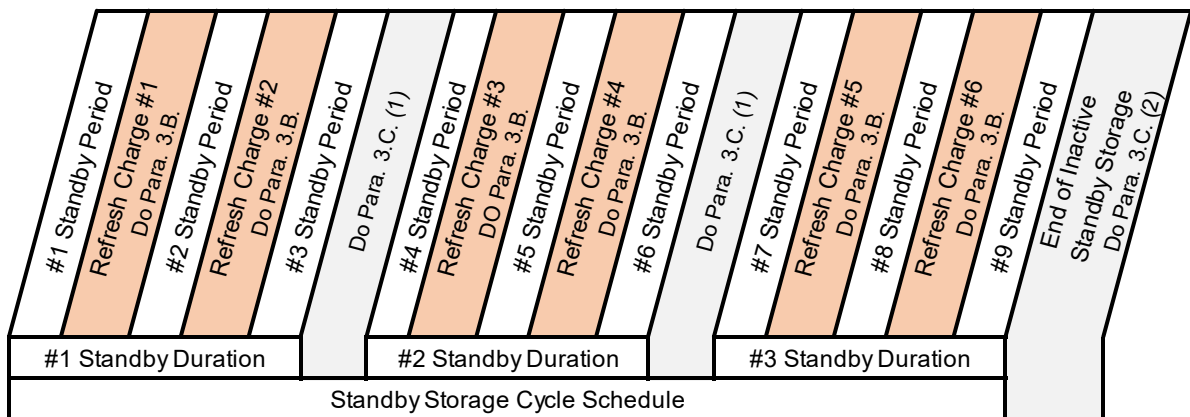 #1 Standby Period
Refresh Charge #1
Do Para. 3.B.
#2 Standby Period
Refresh Charge #2
Do Para. 3.B.
#3 Standby Period
Do Para. 3.C. (1)
#4 Standby Period
Refresh Charge #3
DO Para. 3.B.
#5 Standby Period
Refresh Charge #4
Do Para. 3.B.
#6 Standby Period
Do Para. 3.C. (1)
#7 Standby Period
Refresh Charge #5
Do Para. 3.B.
#8 Standby Period
Refresh Charge #6
Do Para. 3.B.
#9 Standby Period
End of Inactive
Standby Storage
Do Para. 3.C. (2)
#1 Standby Duration
#2 Standby Duration
#3 Standby Duration
Standby Storage Cycle Schedule